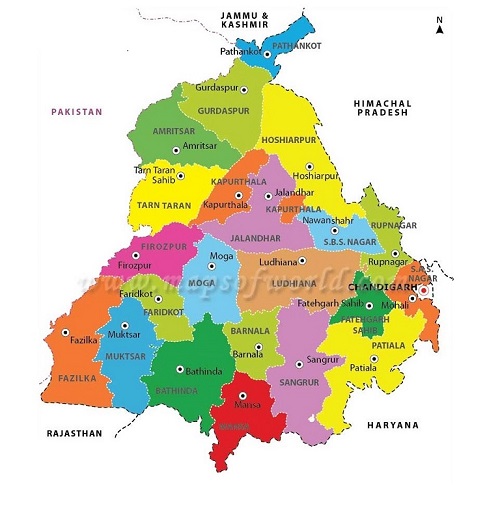 JAMMU &
KASHMIR
N
PATHANKOT
Pathankot
Gurdaspur
GURDASPUR
PAKISTAN
HIMACHAL
PRADESH
AMRITSAR
Amritsar
HOSHIARPUR
Tarn Taran
Sahib
Hoshiarpur
KAPURTHALA
Jalandhar
TARN TARAN
Kapurthala
KAPURTHALA
Nawanshahr
RUPNAGAR
JALANDHAR
S.B.S. NAGAR
FIROZPUR
Firozpur
Moga
MOGA
Ludhiana
LUDHIANA
Rupnagar
S.A.S.
NAGAR
CHANDIGARH
www.mapsofworld.com
Faridkot
FARIDKOT
Fatehgarh Sahib
Mohali
FATEHGARH
SAHIB
Fazilka
Muktsar
BARNALA
PATIALA
MUKTSAR
Barnala
Sangrur
Patiala
FAZILKA
Bathinda
BATHINDA
SANGRUR
Mansa
RAJASTHAN
HARYANA